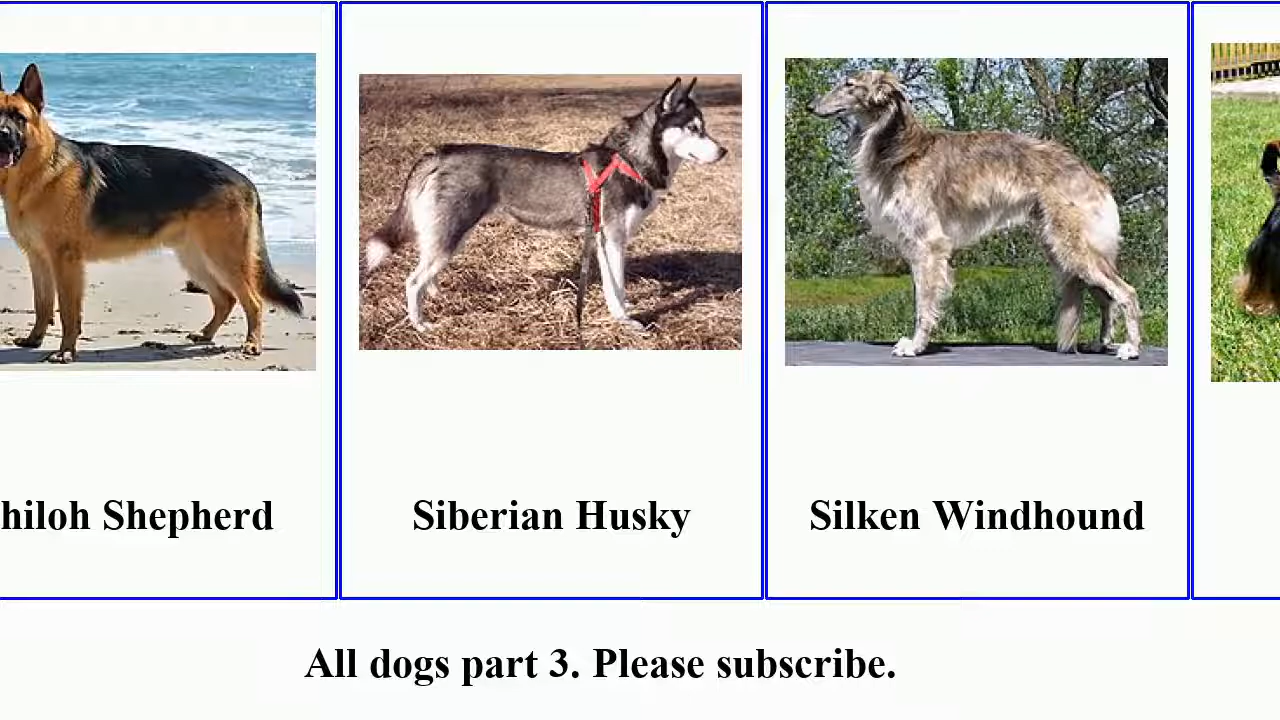 hiloh Shepherd
Siberian Husky
Silken Windhound
All dogs part 3. Please subscribe.